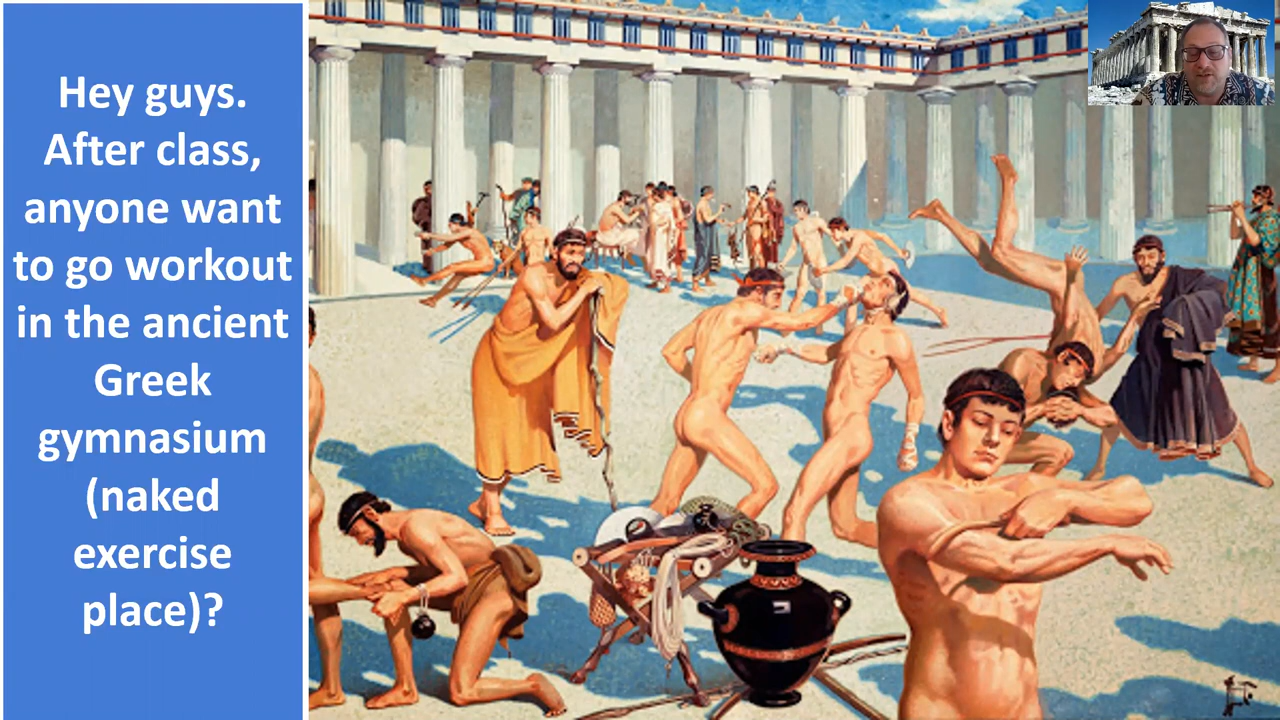 Hey guys.
After class,
anyone want
to go workout
in the ancient
Greek
gymnasium
(naked
exercise
place)?